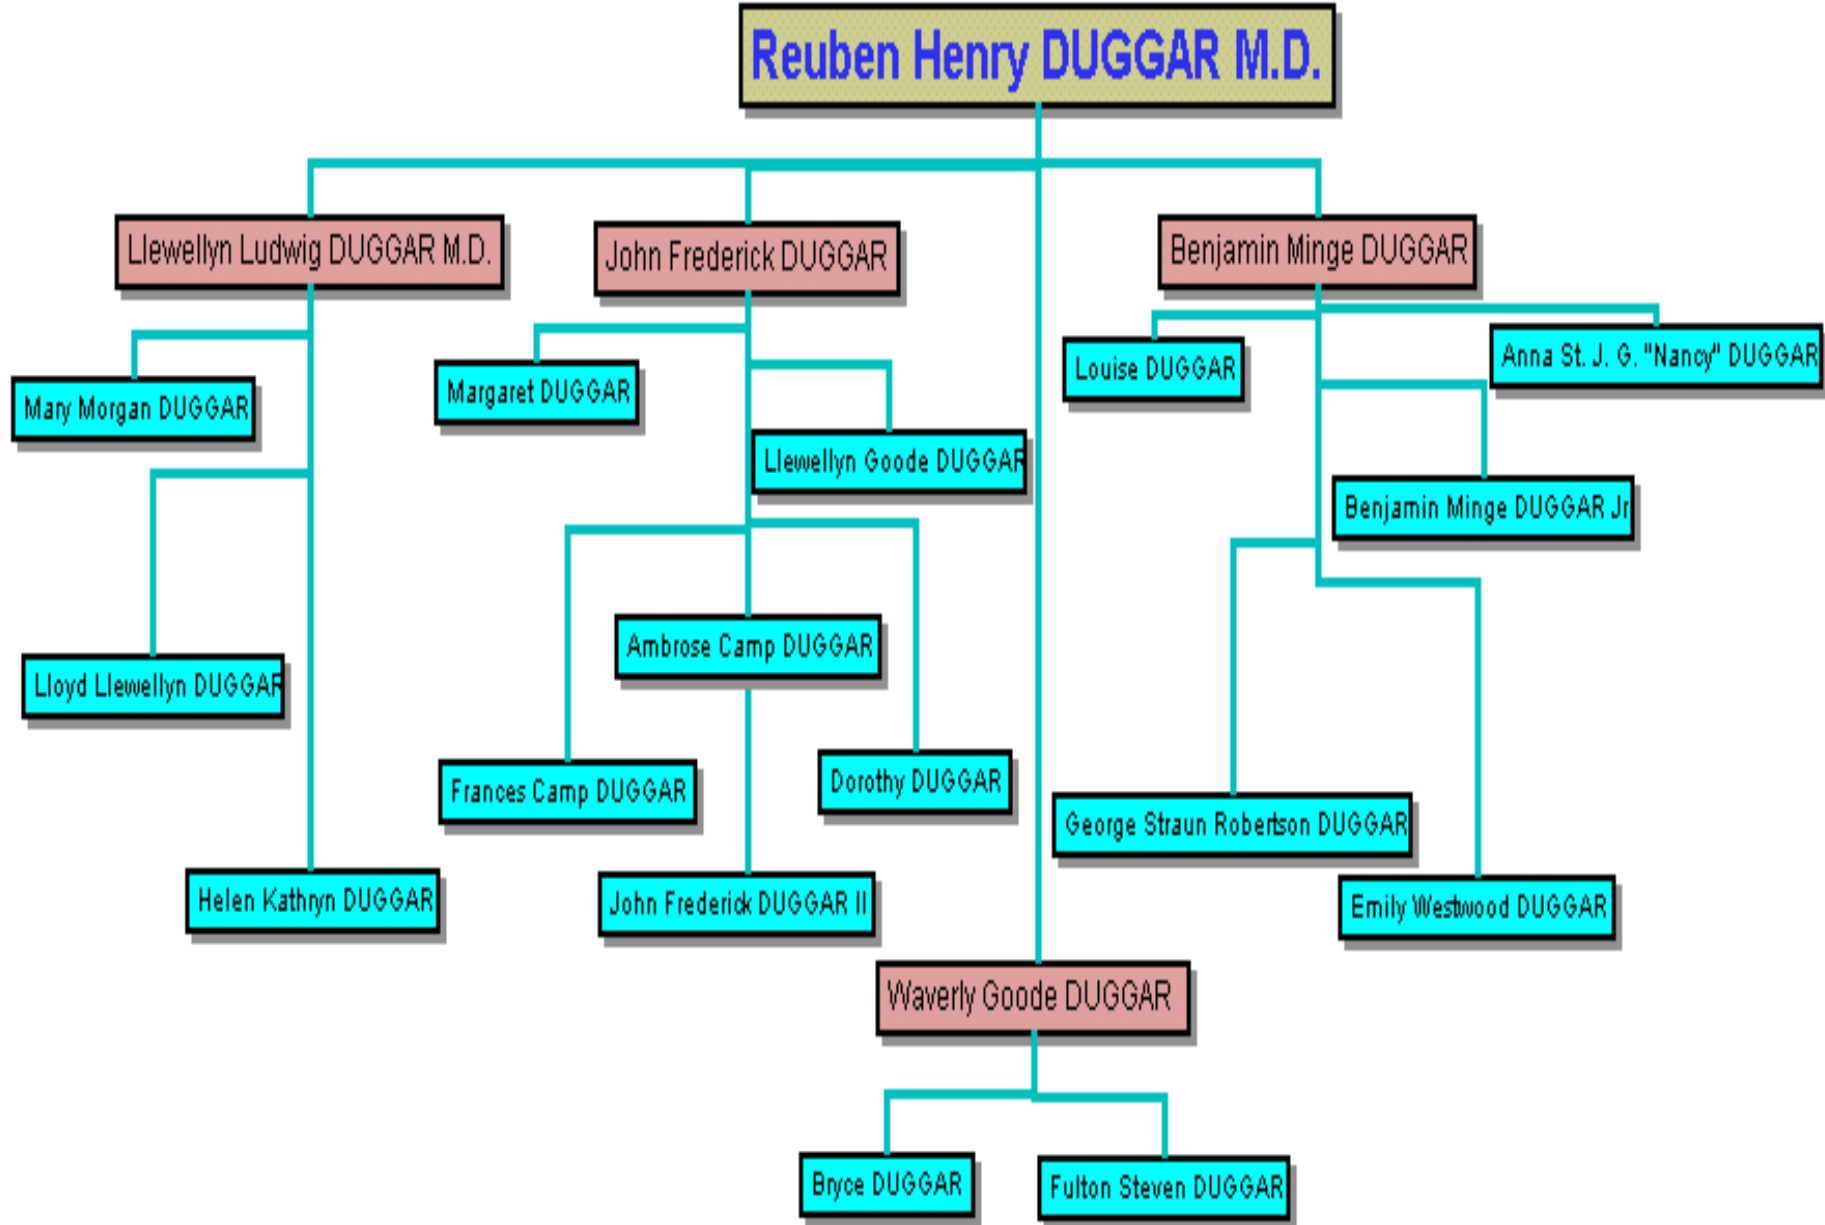 Reuben Henry DUGGAR M.D.
Llewellyn Ludwig DUGGAR M.D.
John Frederick DUGGAR
Benjamin Minge DUGGAR
Louise DUGGAR
Anna St. J. G. "Nancy" DUGGAR
Mary Morgan DUGGAR
Margaret DUGGAR
Llewellyn Goode DUGGAR
Benjamin Minge DUGGAR Jr
Ambrose Camp DUGGAR
Lloyd Llewellyn DUGGAR
Frances Camp DUGGAR
Dorothy DUGGAR
George Straun Robertson DUGGAR
Helen Kathryn DUGGAR
John Frederick DUGGAR II
Emily Westwood DUGGAR
Waverly Goode DUGGAR
Bryce DUGGAR
Fulton Steven DUGGAR